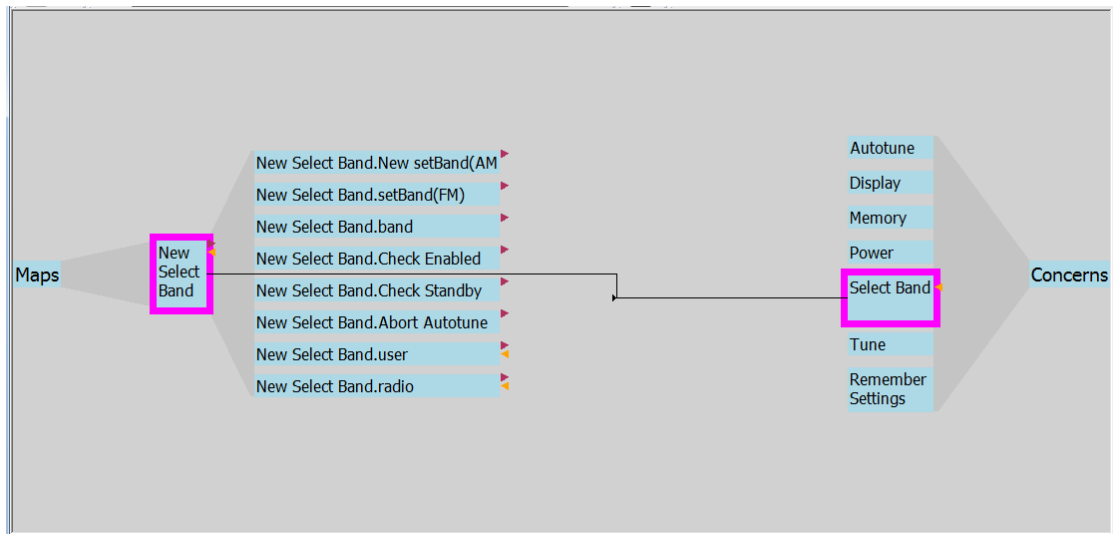 Maps
New
Select
Band
New Select Band.New setBand(AM
New Select Band.setBand(FM)
New Select Band.band
New Select Band.Check Enabled
New Select Band.Check Standby
New Select Band.Abort Autotune
New Select Band.user
New Select Band.radio
Autotune
Display
Memory
Power
Select Band
Tune
Remember
Settings
Concerns